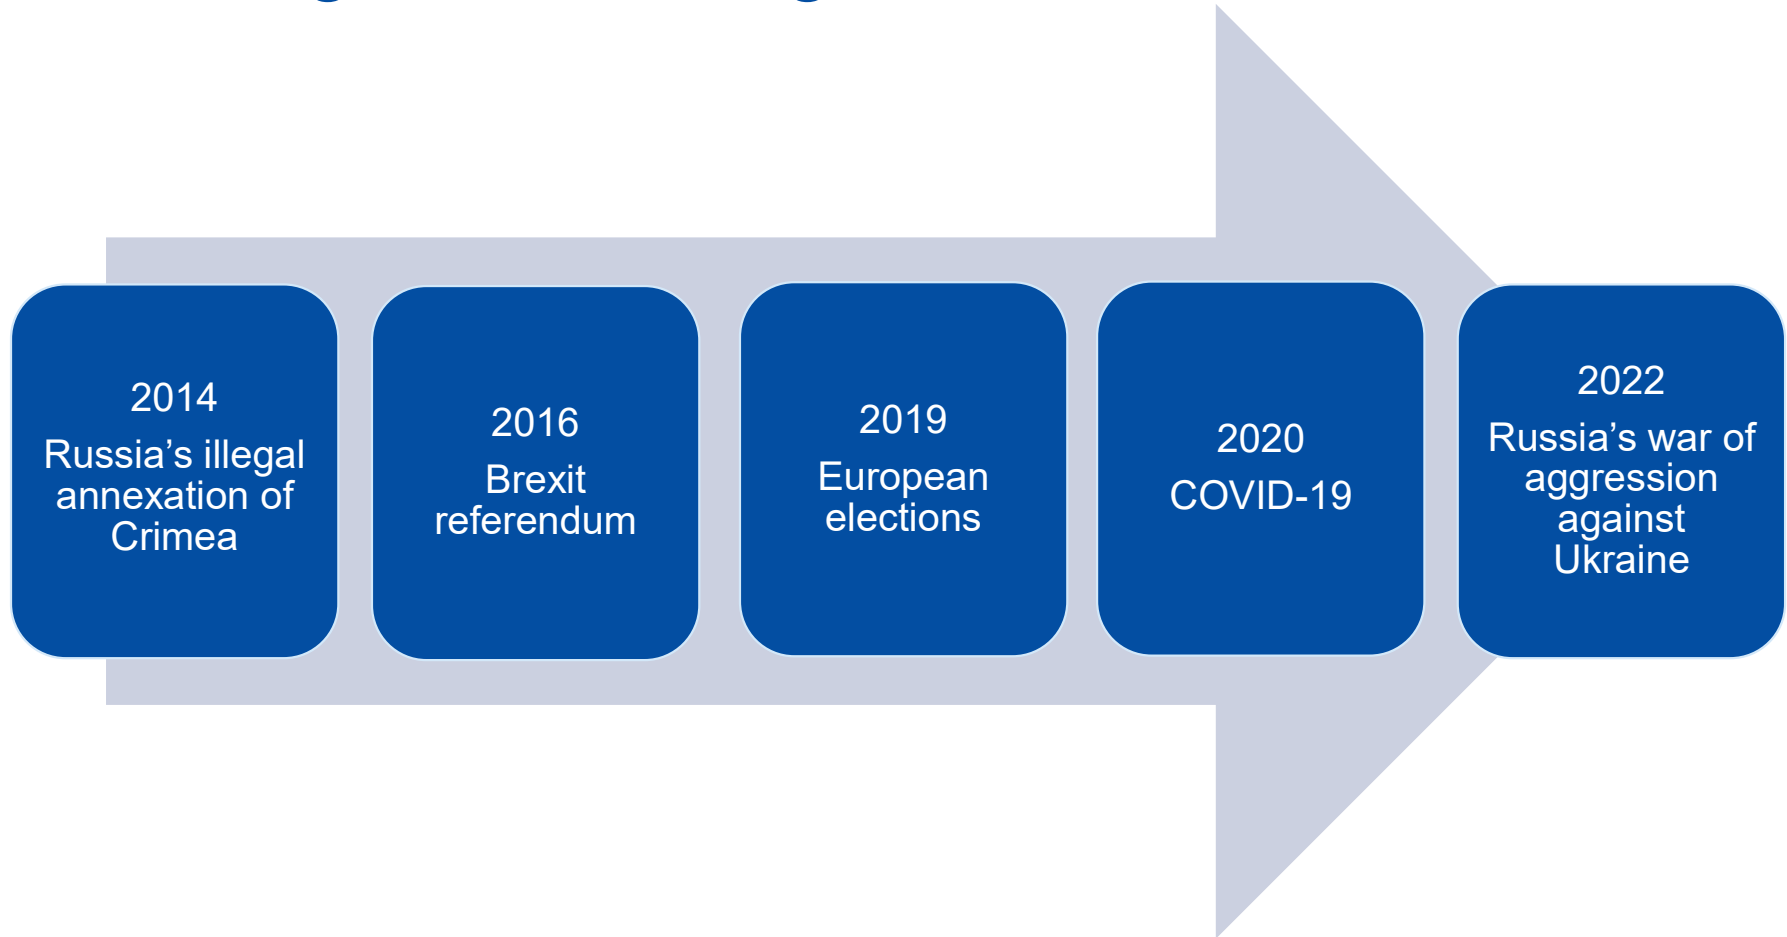 2014
Russia’s illegal
annexation of
Crimea
2016
Brexit
referendum
2019
European
elections
2020
COVID-19
2022
Russia’s war of
aggression
against
Ukraine